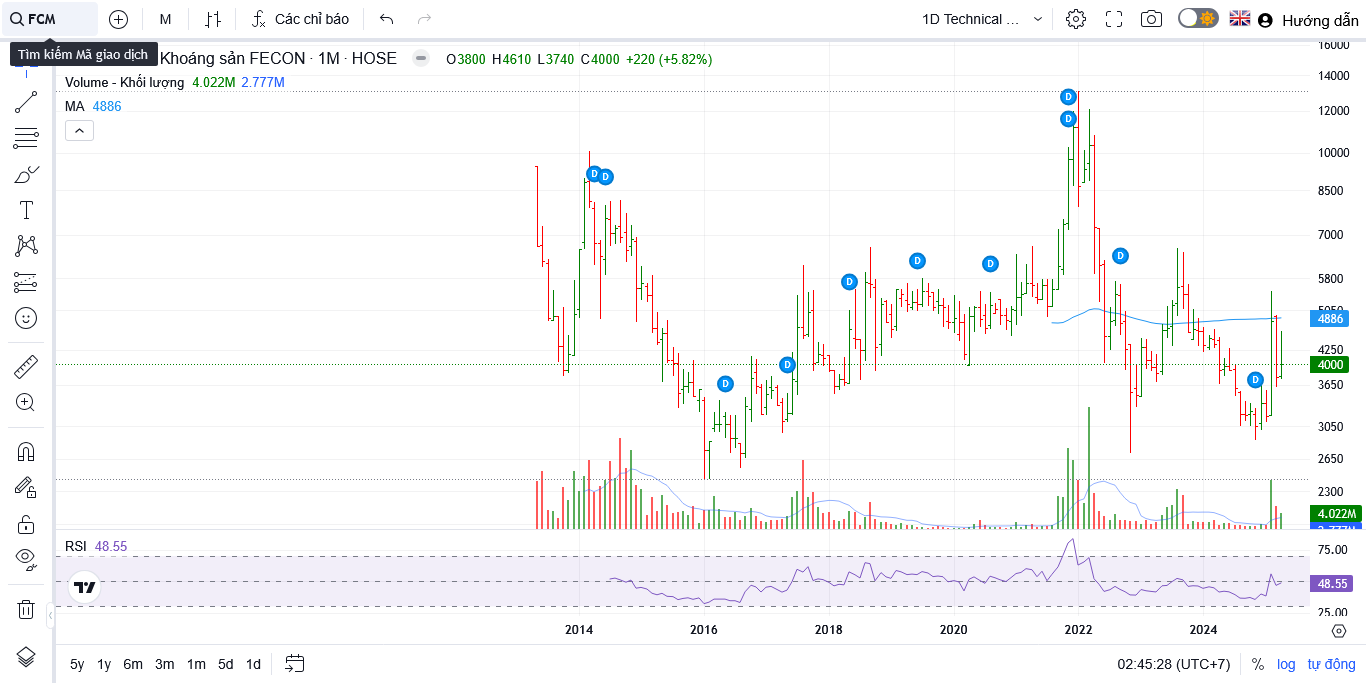 FCM
M
Các chỉ báo
1D Technical ...
Hướng dẫn
Tìm kiếm Mã giao dịch
Khoáng sản FECON · 1M · HOSE
O3800 H4610 L3740 C4000 +220 (+5.82%)
Volume - Khối lượng 4.022M 2.777M
MA 4886
16000
14000
12000
10000
8500
7000
5800
5050
4886
4250
4000
3650
3050
2650
2300
4.022M
2.777M
D
D
D
D
D
D
D
D
D
D
D
D
RSI 48.55
75.00
48.55
25.00
2014 2016 2018 2020 2022 2024
5y 1y 6m 3m 1m 5d 1d
02:45:28 (UTC+7) % log tự động